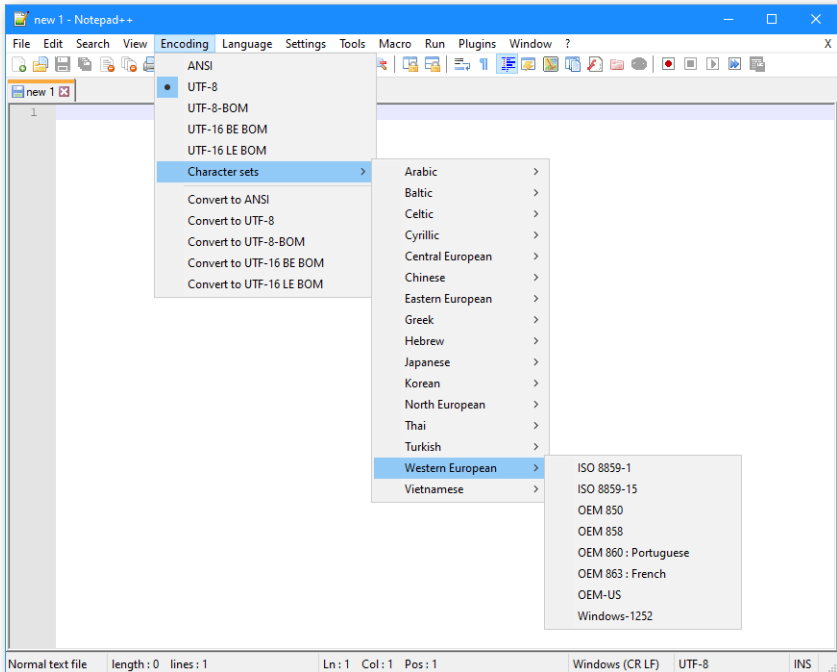 new 1 - Notepad++
File Edit Search View Encoding Language Settings Tools Macro Run Plugins Window ? X
new 1
1
ANSI
UTF-8
UTF-8-BOM
UTF-16 BE BOM
UTF-16 LE BOM
Character sets
Convert to ANSI
Convert to UTF-8
Convert to UTF-8-BOM
Convert to UTF-16 BE BOM
Convert to UTF-16 LE BOM
Arabic
Baltic
Celtic
Cyrillic
Central European
Chinese
Eastern European
Greek
Hebrew
Japanese
Korean
North European
Thai
Turkish
Western European
Vietnamese
ISO 8859-1
ISO 8859-15
OEM 850
OEM 858
OEM 860 : Portuguese
OEM 863 : French
OEM-US
Windows-1252
Normal text file length : 0 lines : 1 Ln : 1 Col : 1 Pos : 1 Windows (CR LF) UTF-8 INS